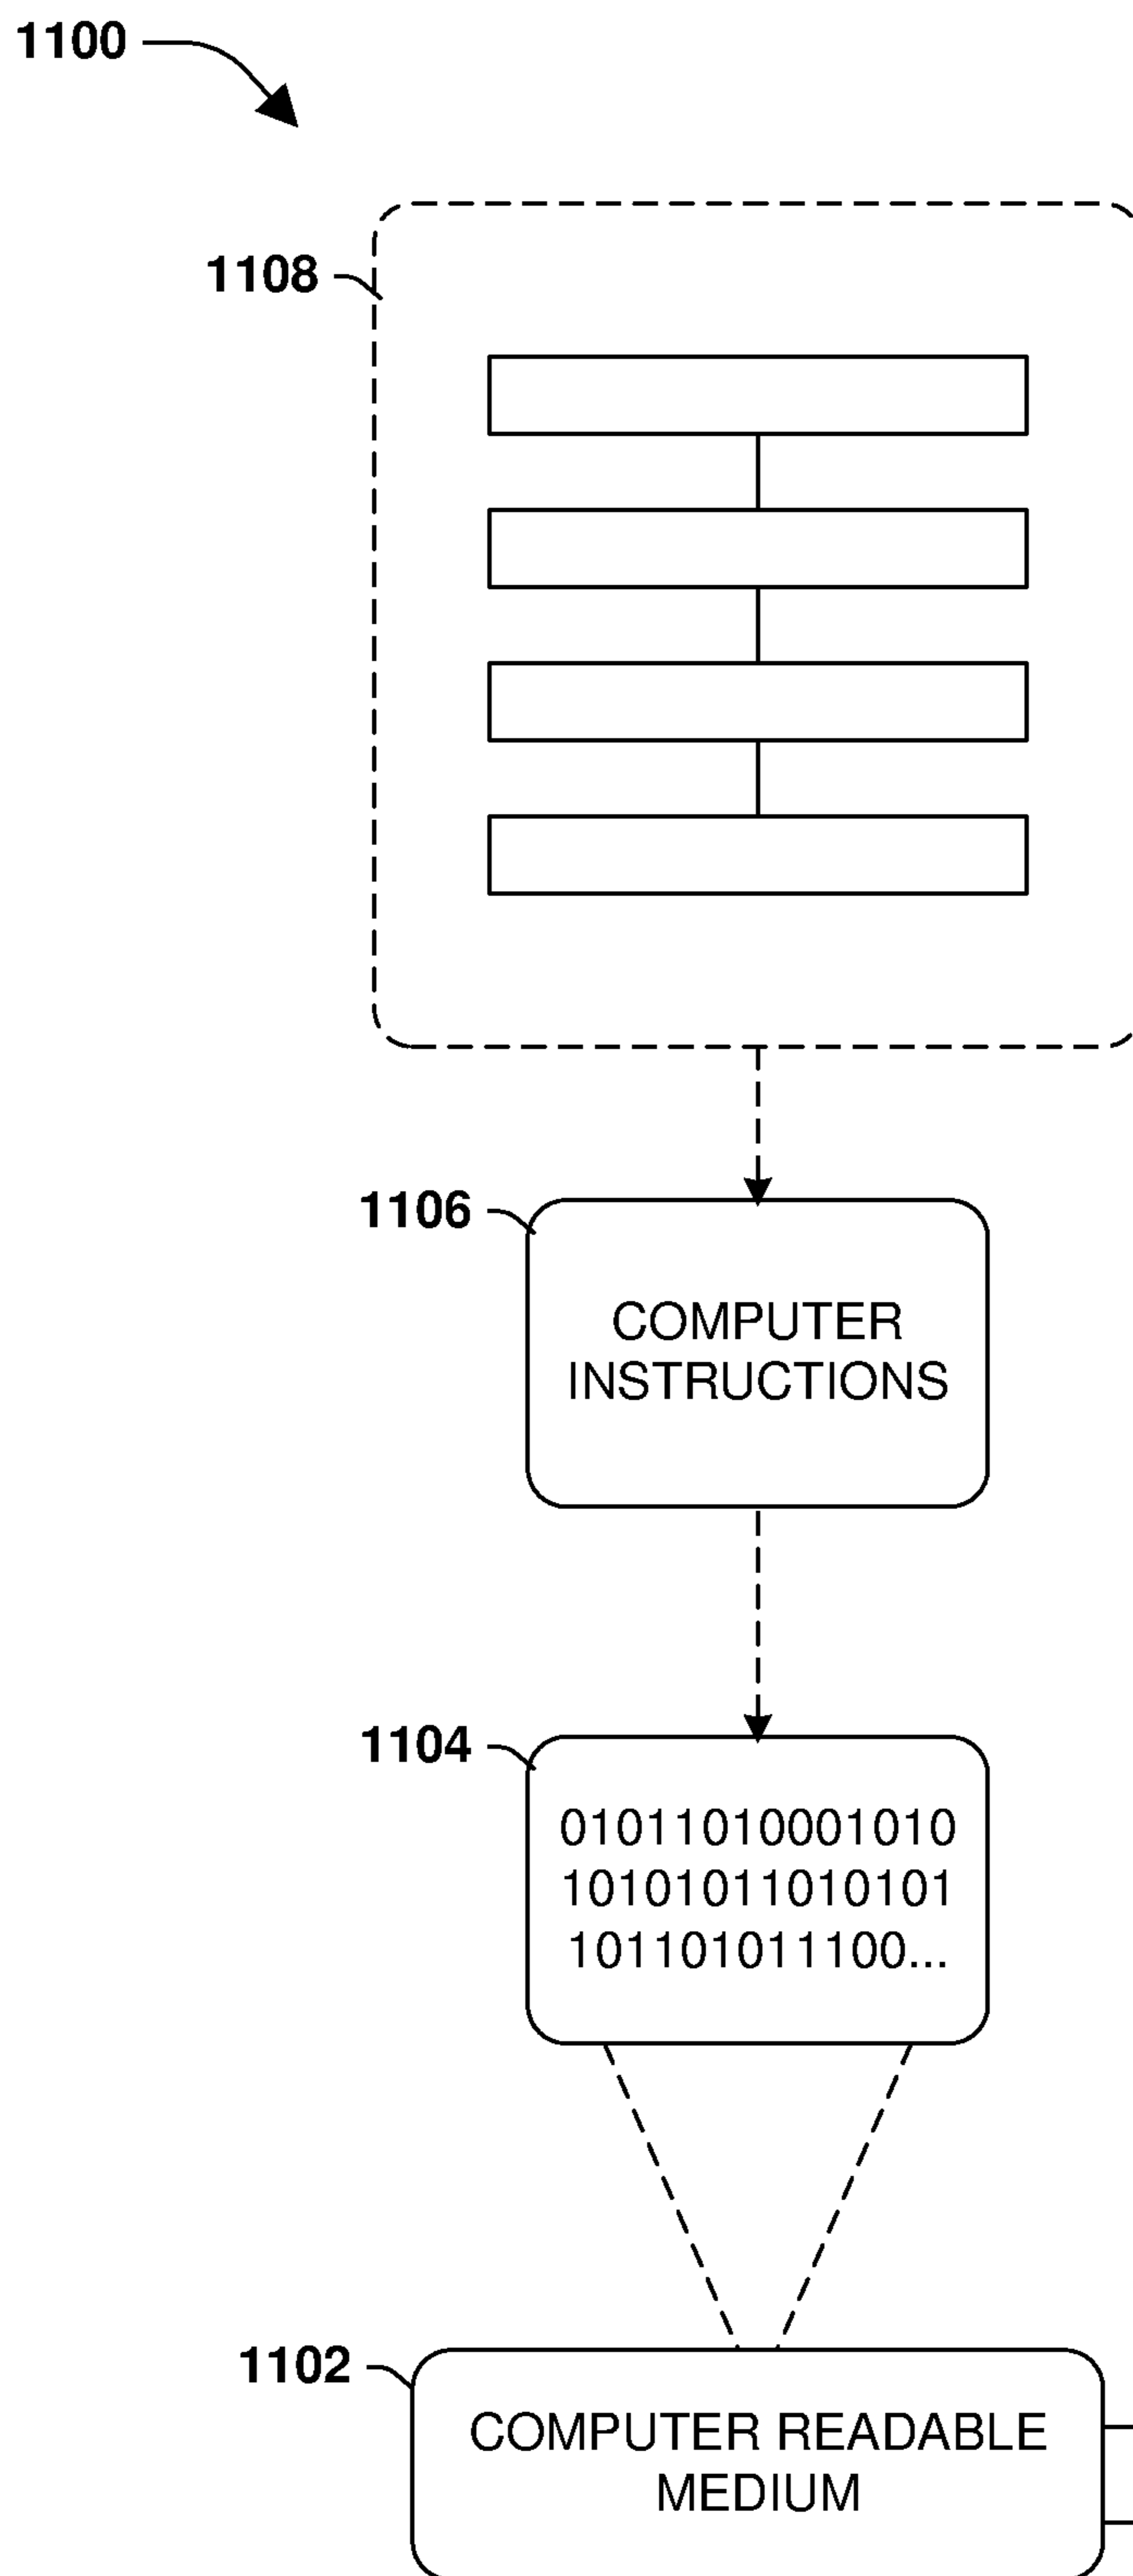 1100
1108
1106
COMPUTER
INSTRUCTIONS
1104
01011010001010
10101011010101
101101011100...
1102
COMPUTER READABLE
MEDIUM